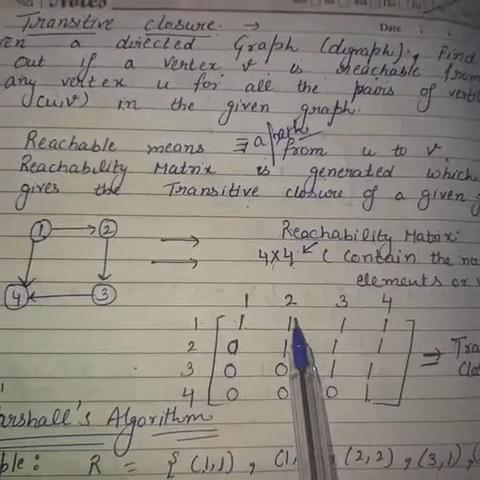 Notes
Transitive closure. →
Date
a directed Graph (digraph), Find
out if a vertex v is reachable from
any vertex u for all the pairs of
(u,v) in the given graph.
Reachable means ∃ a path from u to v.
Reachability Matrix is generated which
gives the Transitive closure of a given
1 → 2 → Reachability Matrix:
→ 4×4 ( contain the
4 3 elements or
1 2 3 4
1 1 1 1 1
2 0 1 1 1 ⇒
3 0 0 1 1
4 0 0 0 1
Algorithm
R = { (1,1), (1, (2,2), (3,1),